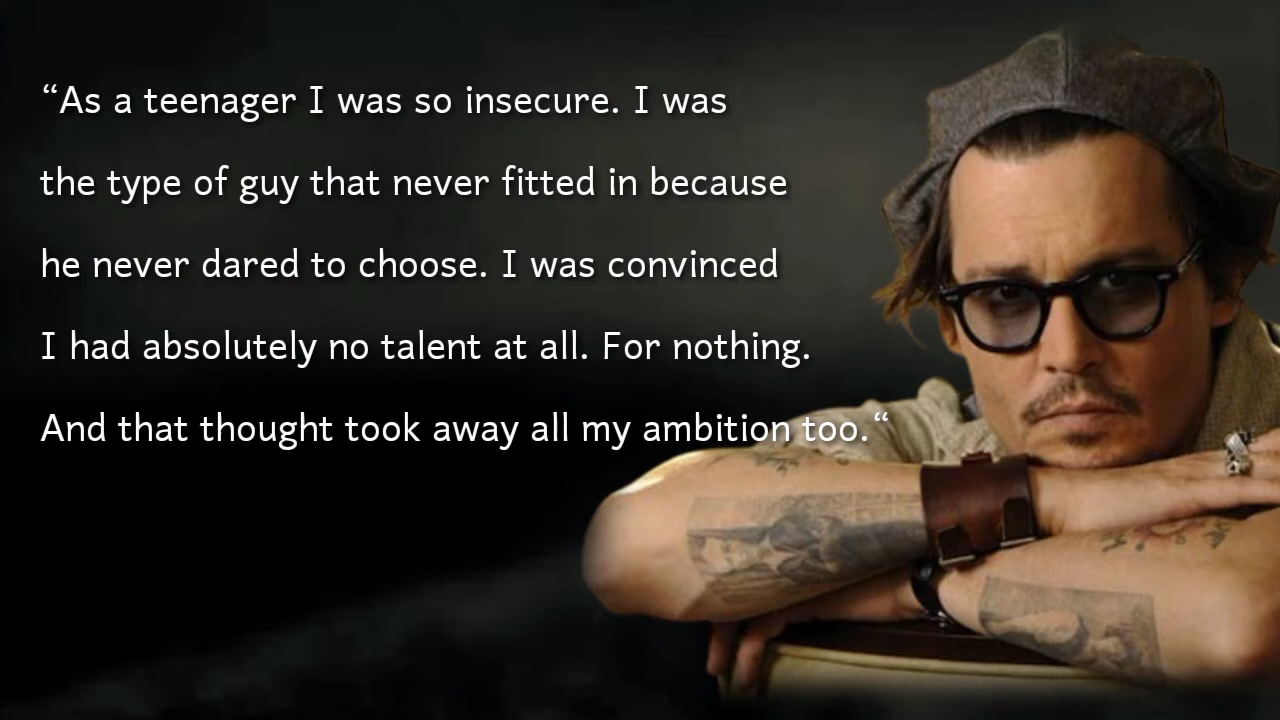 “As a teenager I was so insecure. I was
the type of guy that never fitted in because
he never dared to choose. I was convinced
I had absolutely no talent at all. For nothing.
And that thought took away all my ambition too.“